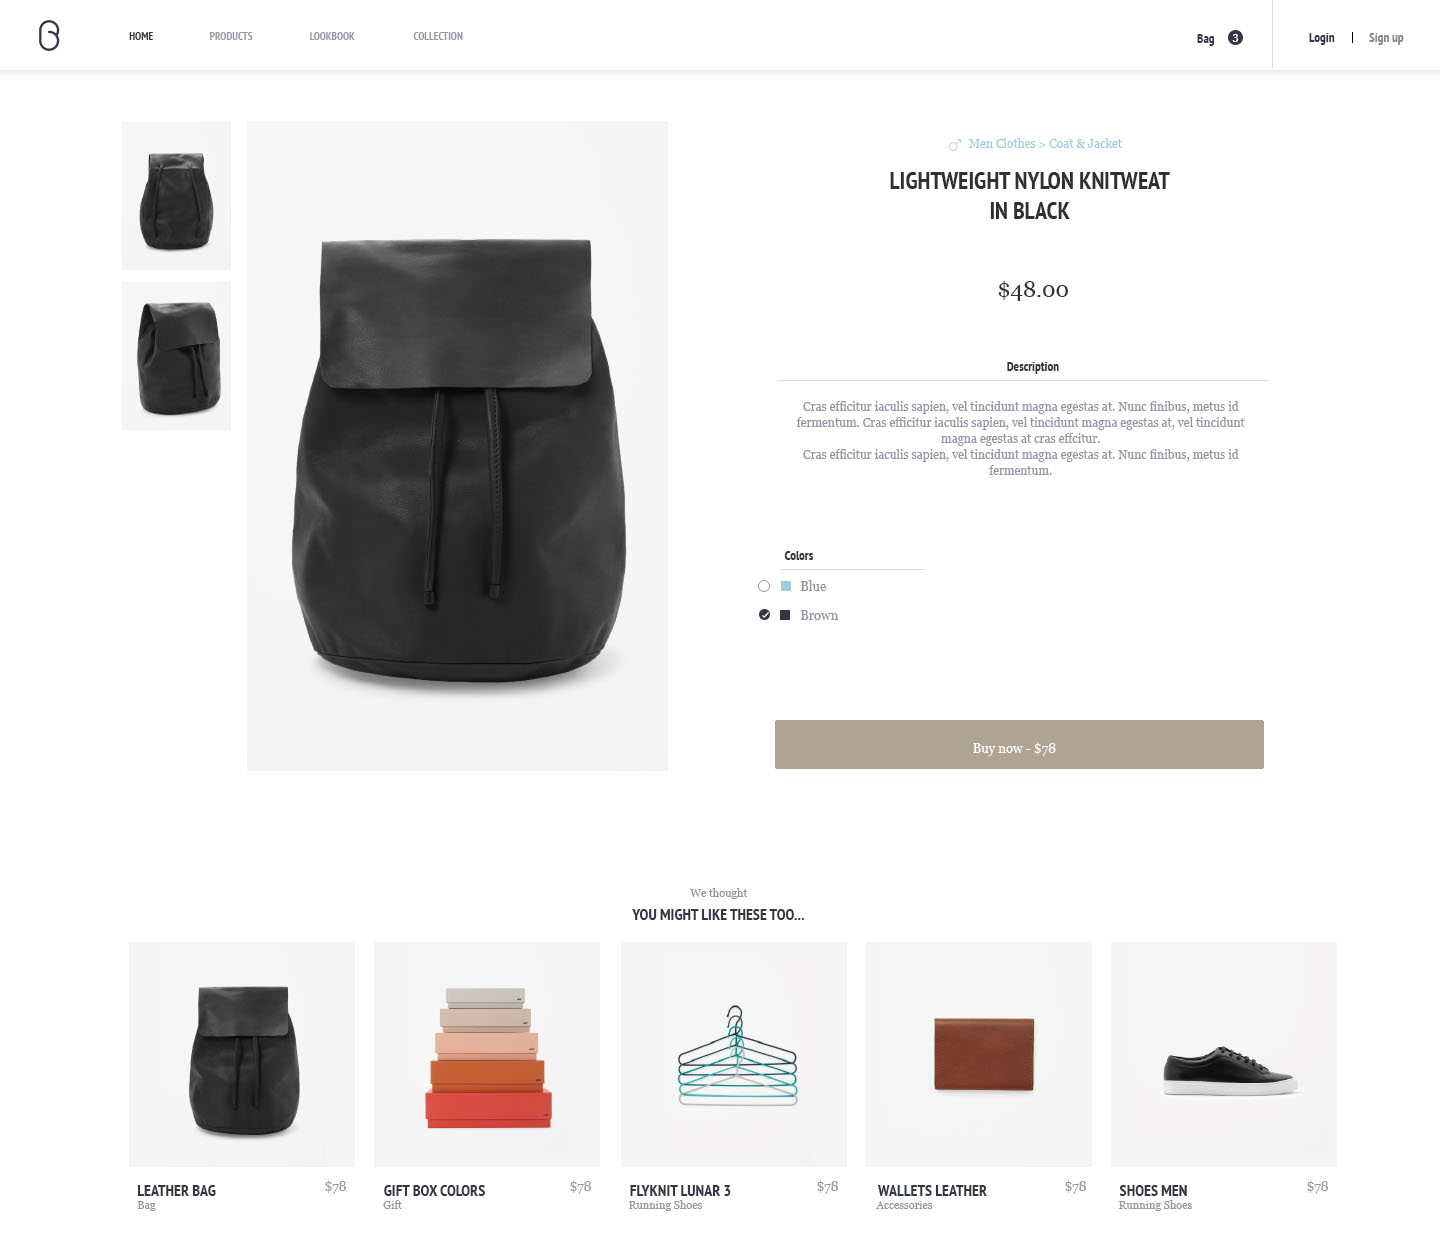 HOME PRODUCTS LOOKBOOK COLLECTION Bag 3 Login | Sign up
Men Clothes > Coat & Jacket
LIGHTWEIGHT NYLON KNITWEAT
IN BLACK
$48.00
Description
Cras efficitur iaculis sapien, vel tincidunt magna egestas at. Nunc finibus, metus id
fermentum. Cras efficitur iaculis sapien, vel tincidunt magna egestas at, vel tincidunt
magna egestas at cras effcitur.
Cras efficitur iaculis sapien, vel tincidunt magna egestas at. Nunc finibus, metus id
fermentum.
Colors
Blue
Brown
Buy now - $78
We thought
YOU MIGHT LIKE THESE TOO...
LEATHER BAG $78
Bag
GIFT BOX COLORS $78
Gift
FLYKNIT LUNAR 3 $78
Running Shoes
WALLETS LEATHER $78
Accessories
SHOES MEN $78
Running Shoes